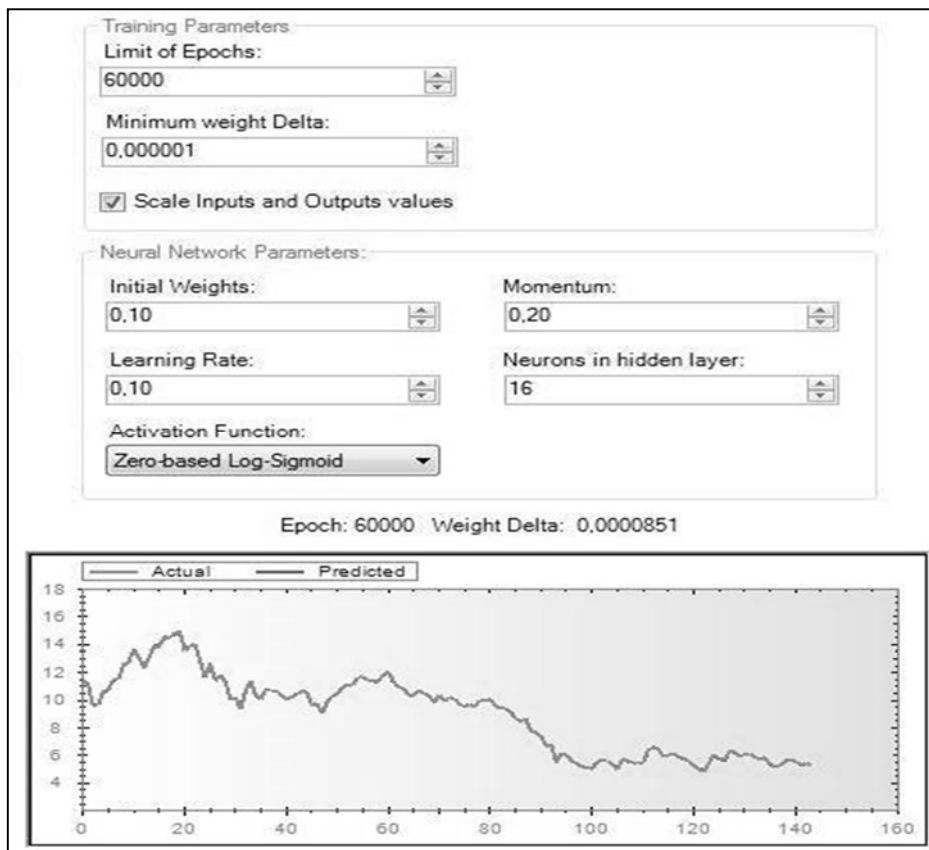 Training Parameters
Limit of Epochs:
60000
Minimum weight Delta:
0,000001
Scale Inputs and Outputs values
Neural Network Parameters:
Initial Weights:
Momentum:
0,10
0,20
Learning Rate:
Neurons in hidden layer:
0,10
16
Activation Function:
Zero-based Log-Sigmoid
Epoch: 60000 Weight Delta: 0,0000851
Actual Predicted
18
16
14
12
10
8
6
4
0 20 40 60 80 100 120 140 160